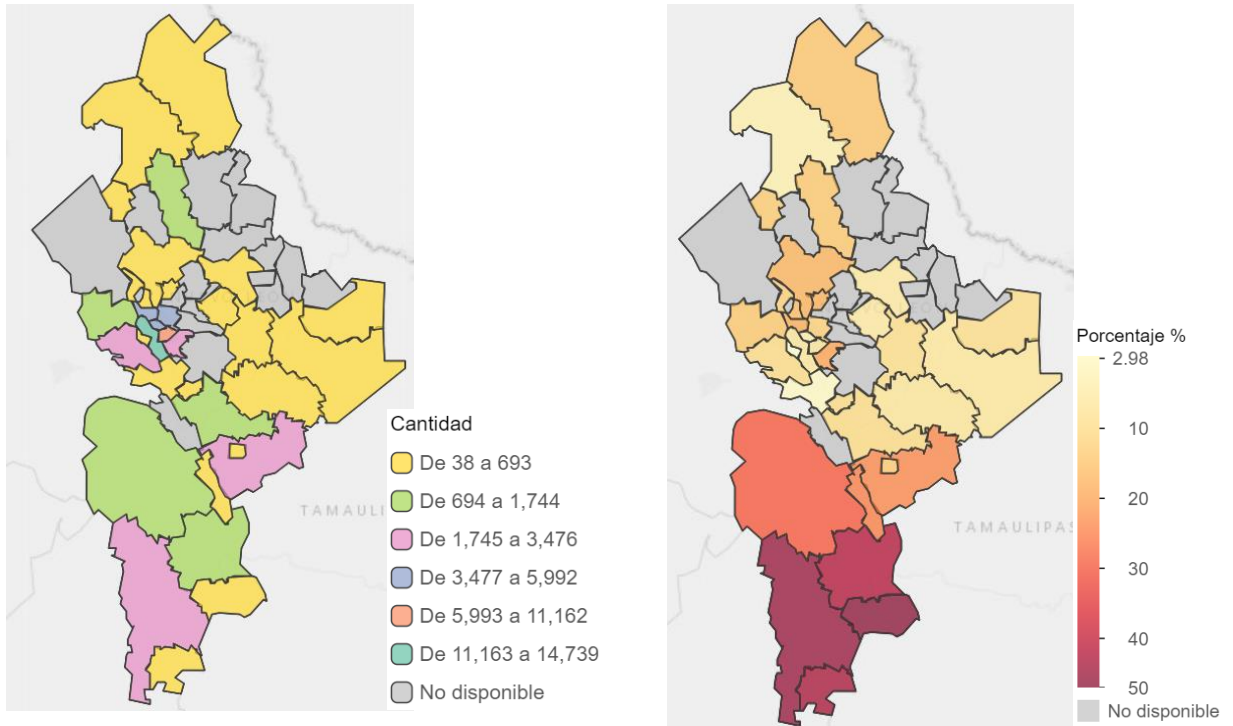 Cantidad
De 38 a 693
De 694 a 1,744
De 1,745 a 3,476
De 3,477 a 5,992
De 5,993 a 11,162
De 11,163 a 14,739
No disponible
TAMAULI
Porcentaje %
2.98
10
20
30
40
50
No disponible
TAMAULIPAS